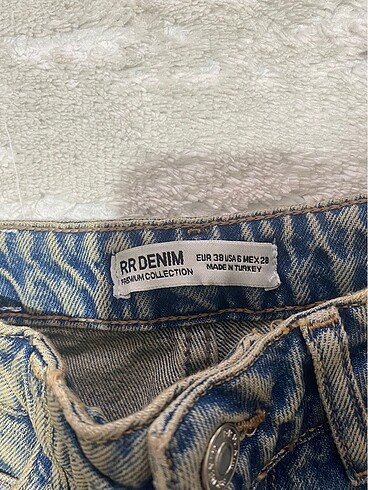 RR DENIM
PREMIUM COLLECTION
EUR 38 USA 6 MEX 28
MADE IN TURKEY